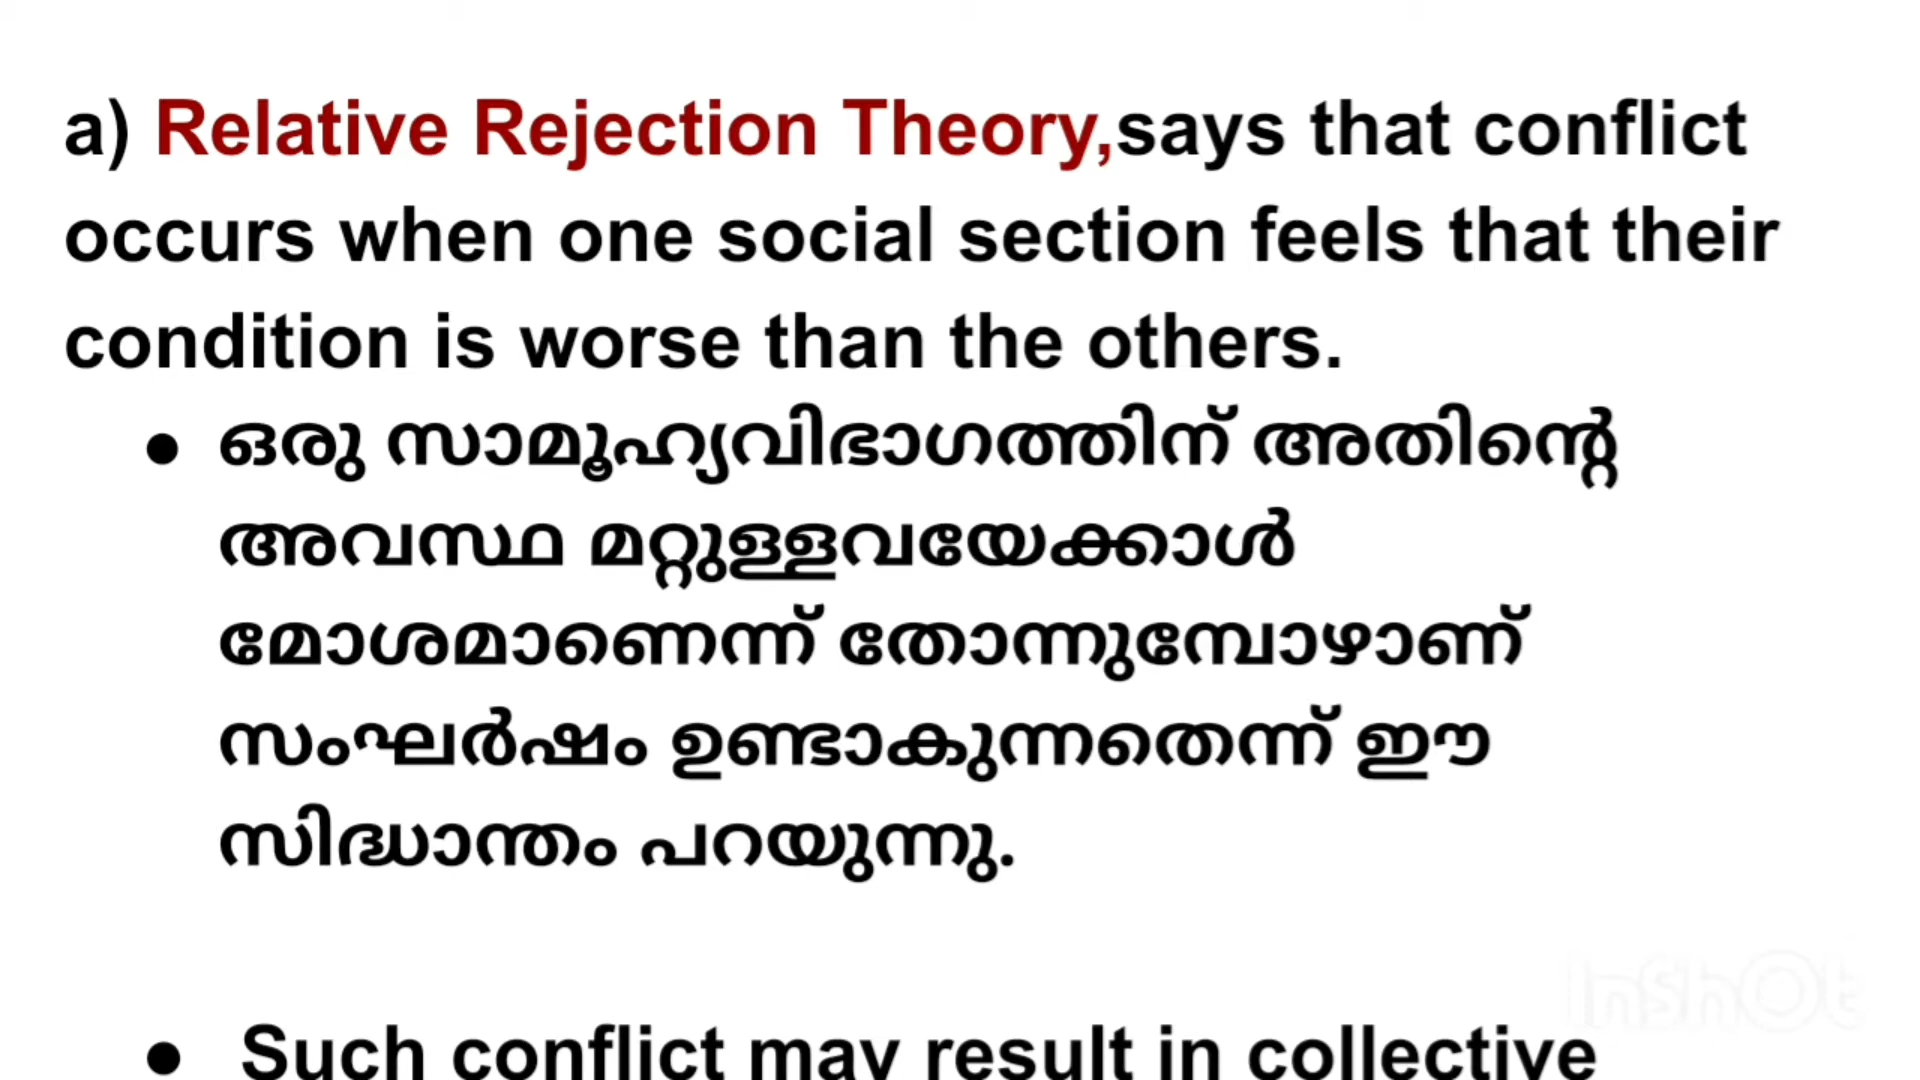 a) Relative Rejection Theory,says that conflict
occurs when one social section feels that their
condition is worse than the others.
● ഒരു സാമൂഹ്യവിഭാഗത്തിന് അതിന്റെ
അവസ്ഥ മറ്റുള്ളവയേക്കാൾ
മോശമാണെന്ന് തോന്നുമ്പോഴാണ്
സംഘർഷം ഉണ്ടാകുന്നതെന്ന് ഈ
സിദ്ധാന്തം പറയുന്നു.
InShOt
● Such conflict may result in collective